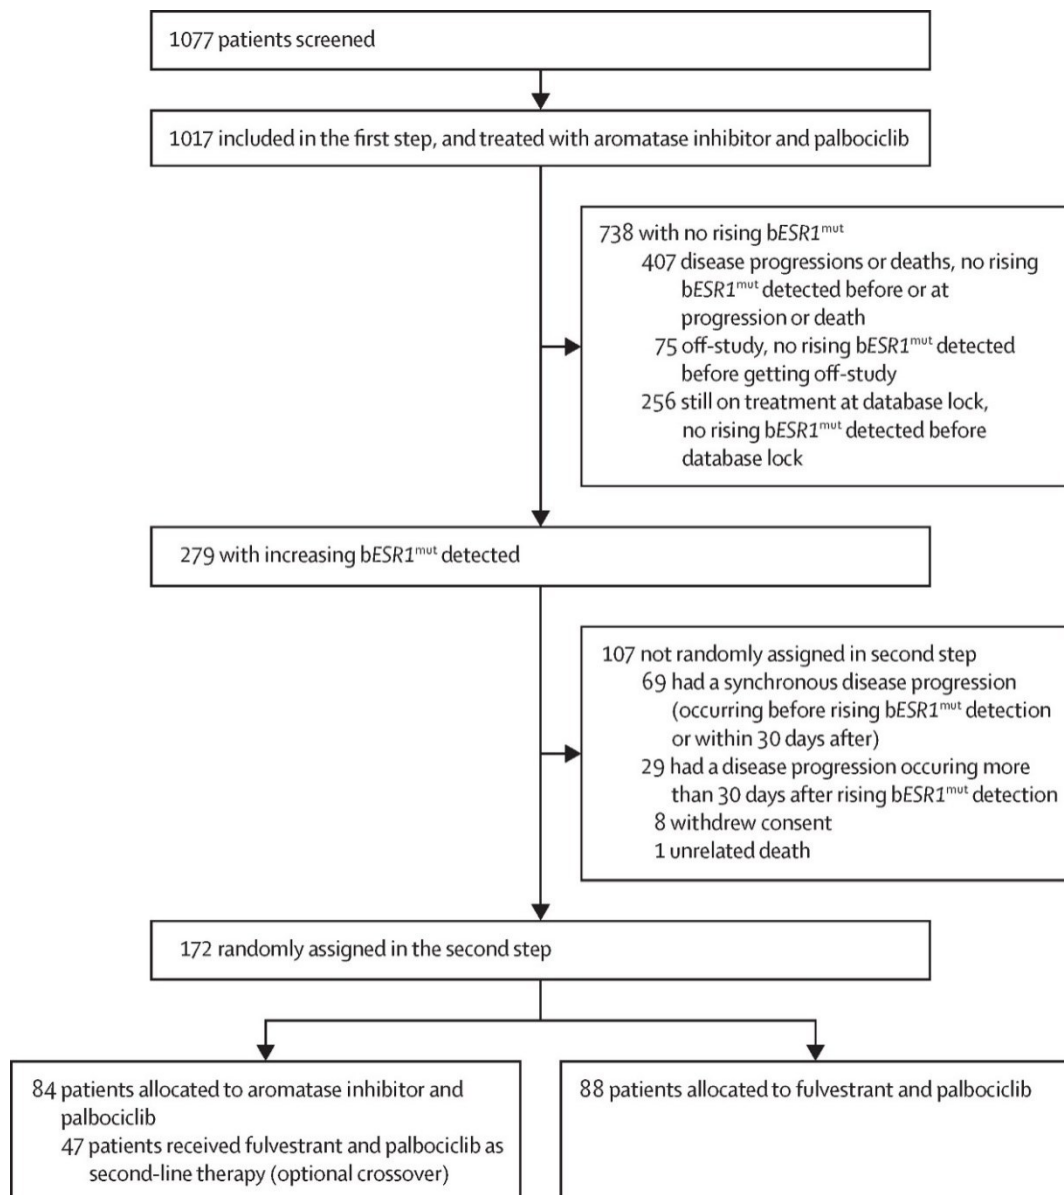 1077 patients screened
1017 included in the first step, and treated with aromatase inhibitor and palbociclib
738 with no rising bESR1mut
407 disease progressions or deaths, no rising
bESR1mut detected before or at
progression or death
75 off-study, no rising bESR1mut detected
before getting off-study
256 still on treatment at database lock,
no rising bESR1mut detected before
database lock
279 with increasing bESR1mut detected
107 not randomly assigned in second step
69 had a synchronous disease progression
(occurring before rising bESR1mut detection
or within 30 days after)
29 had a disease progression occuring more
than 30 days after rising bESR1mut detection
8 withdrew consent
1 unrelated death
172 randomly assigned in the second step
84 patients allocated to aromatase inhibitor and
palbociclib
47 patients received fulvestrant and palbociclib as
second-line therapy (optional crossover)
88 patients allocated to fulvestrant and palbociclib